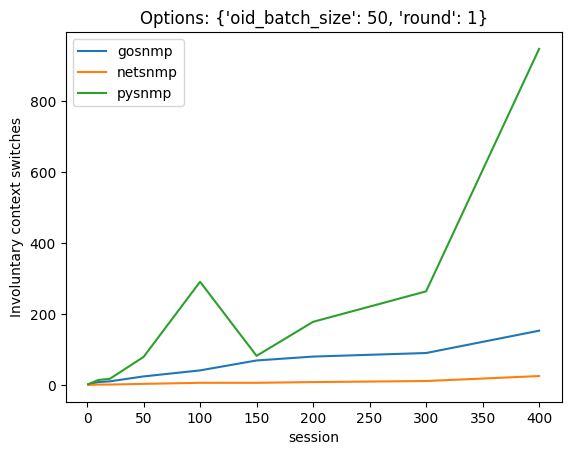 Options: {'oid_batch_size': 50, 'round': 1}
gosnmp
netsnmp
pysnmp
Involuntary context switches
800
600
400
200
0
0 50 100 150 200 250 300 350 400
session